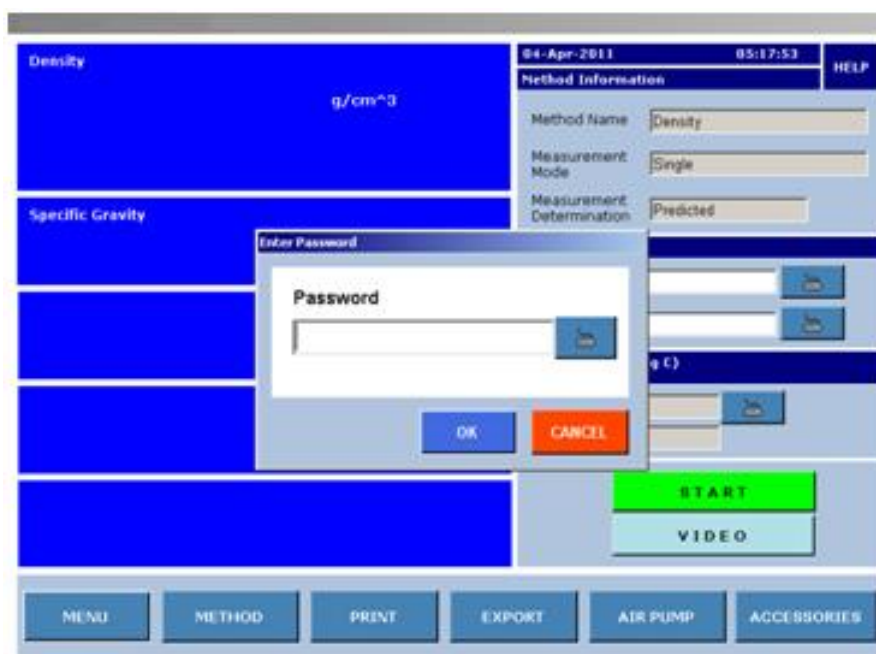 Density
g/cm^3
Specific Gravity
04-Apr-2011 05:17:53
HELP
Method Information
Method Name Density
Measurement Mode Single
Measurement Determination Predicted
Enter Password
Password
OK CANCEL
g C)
START
VIDEO
MENU METHOD PRINT EXPORT AIR PUMP ACCESSORIES